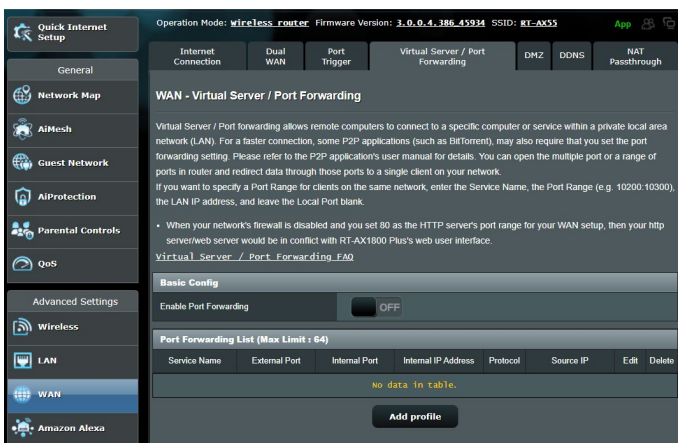 Quick Internet
Setup
General
Network Map
AiMesh
Guest Network
AiProtection
Parental Controls
QoS
Advanced Settings
Wireless
LAN
WAN
Amazon Alexa
Operation Mode: Wireless router Firmware Version: 3.0.0.4.386_45934 SSID: RT-AX55
App
Internet
Connection
Dual
WAN
Port
Trigger
Virtual Server / Port
Forwarding
DMZ
DDNS
NAT
Passthrough
WAN - Virtual Server / Port Forwarding
Virtual Server / Port forwarding allows remote computers to connect to a specific computer or service within a private local area
network (LAN). For a faster connection, some P2P applications (such as BitTorrent), may also require that you set the port
forwarding setting. Please refer to the P2P application's user manual for details. You can open the multiple port or a range of
ports in router and redirect data through those ports to a single client on your network.
If you want to specify a Port Range for clients on the same network, enter the Service Name, the Port Range (e.g. 10200:10300),
the LAN IP address, and leave the Local Port blank.
• When your network's firewall is disabled and you set 80 as the HTTP server's port range for your WAN setup, then your http
server/web server would be in conflict with RT-AX1800 Plus's web user interface.
Virtual Server / Port Forwarding FAQ
Basic Config
Enable Port Forwarding OFF
Port Forwarding List (Max Limit : 64)
Service Name External Port Internal Port Internal IP Address Protocol Source IP Edit Delete
No data in table.
Add profile